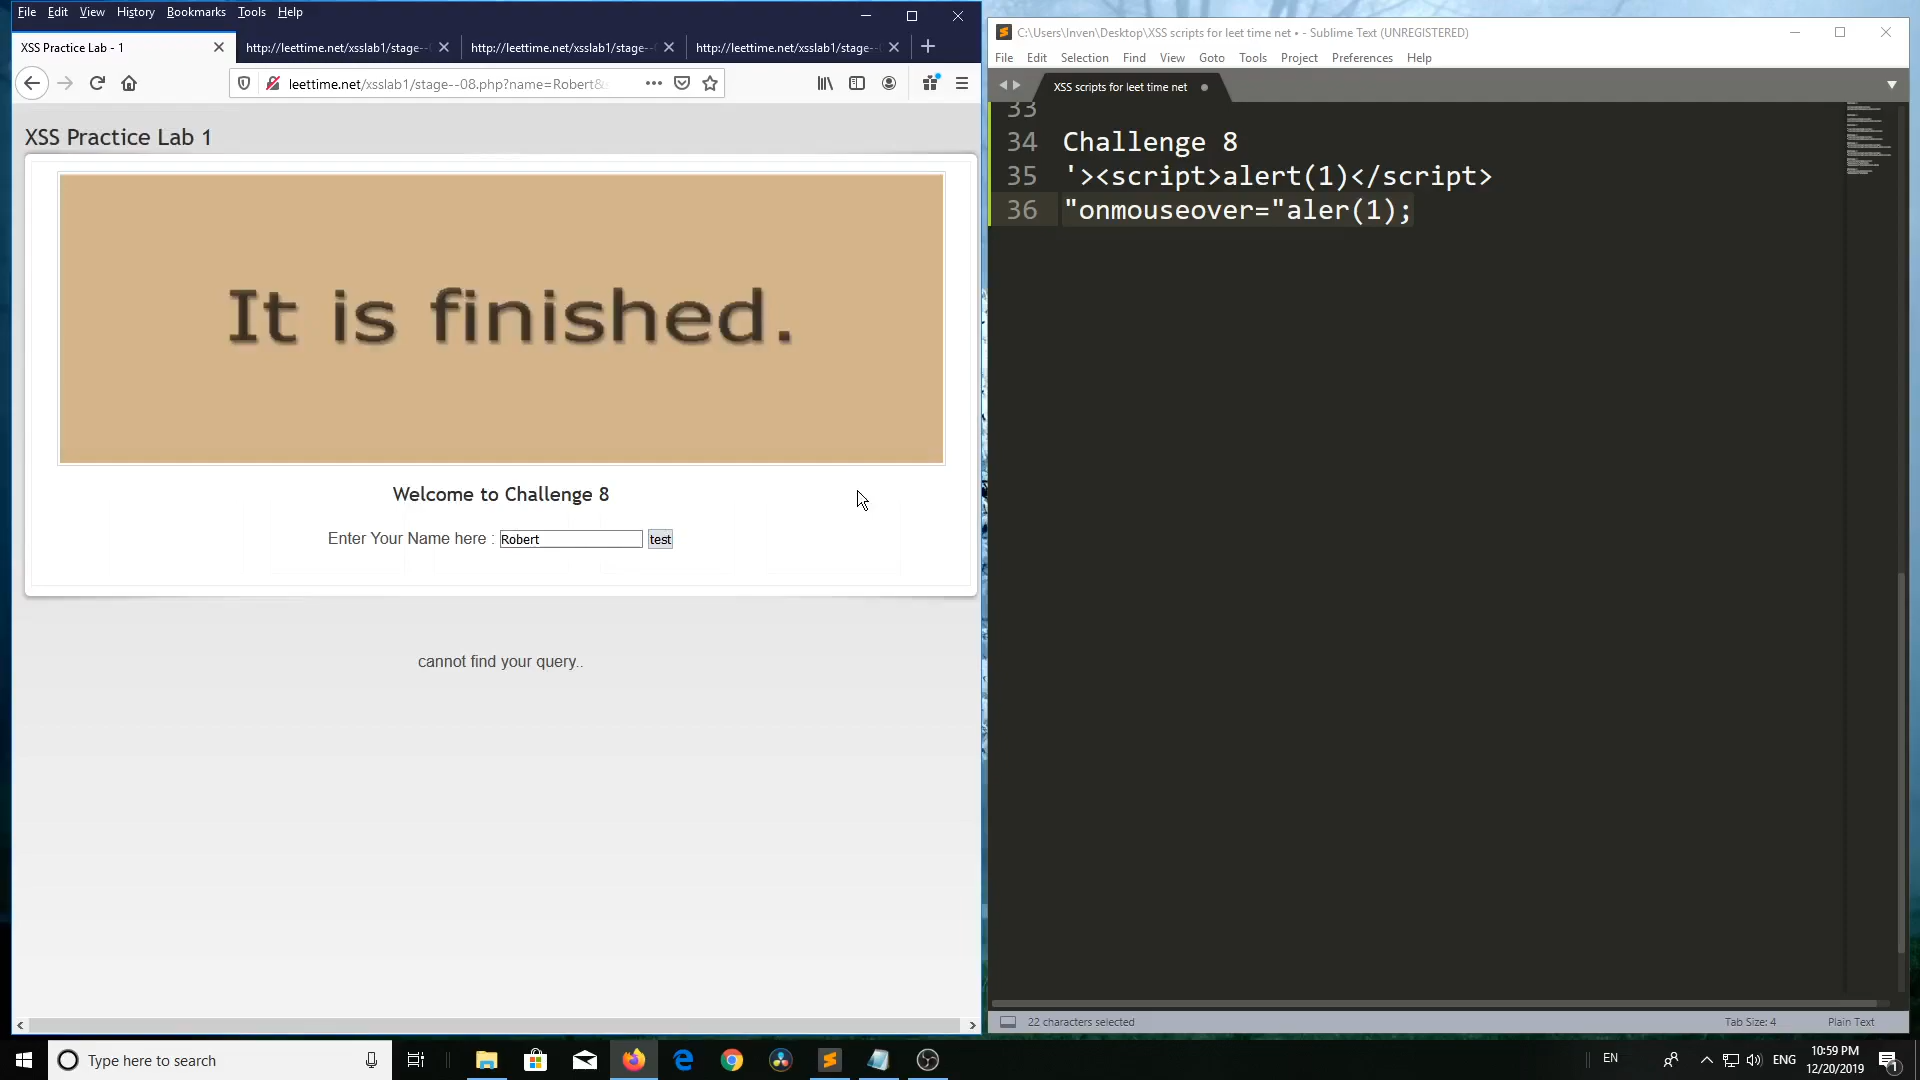 File Edit View History Bookmarks Tools Help
XSS Practice Lab - 1
http://leettime.net/xsslab1/stage--
http://leettime.net/xsslab1/stage--
http://leettime.net/xsslab1/stage--
leettime.net/xsslab1/stage--08.php?name=Robert&
XSS Practice Lab 1
It is finished.
Welcome to Challenge 8
Enter Your Name here : Robert test
cannot find your query..
C:\Users\Inven\Desktop\XSS scripts for leet time net • - Sublime Text (UNREGISTERED)
File Edit Selection Find View Goto Tools Project Preferences Help
XSS scripts for leet time net
33
34 Challenge 8
35 '><script>alert(1)</script>
36 "onmouseover="aler(1);
22 characters selected Tab Size: 4 Plain Text
Type here to search
EN ENG 10:59 PM
12/20/2019
1